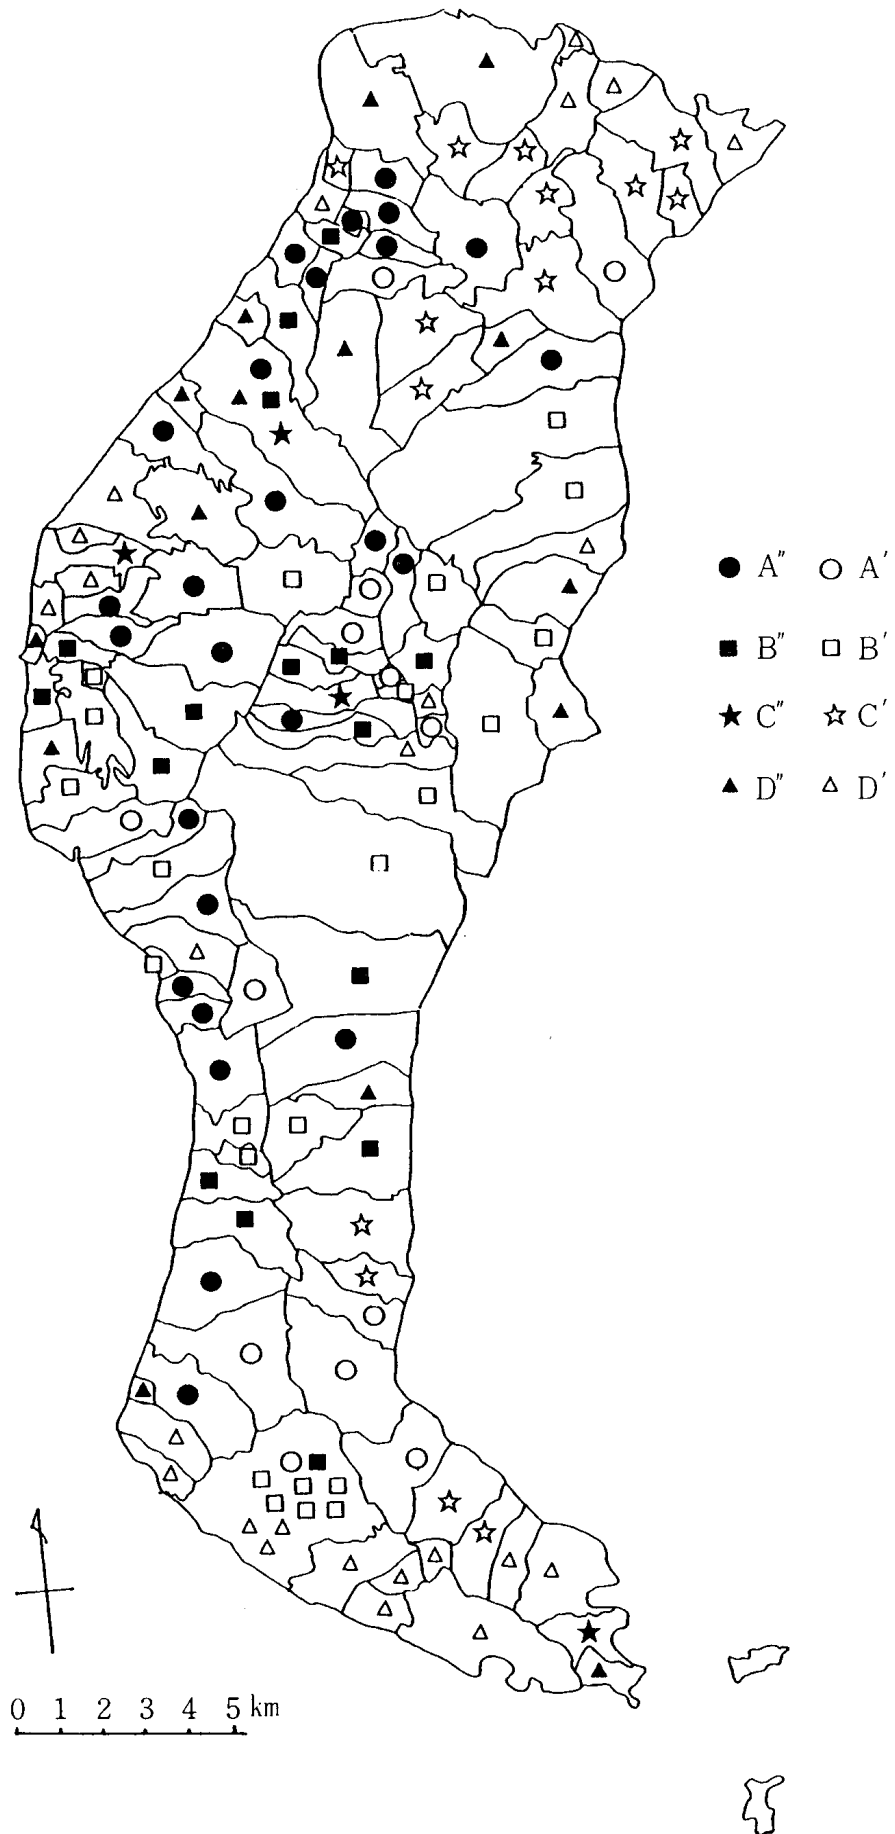 ● A" ○ A'
■ B" □ B'
★ C" ☆ C'
▲ D" △ D'
0 1 2 3 4 5 km